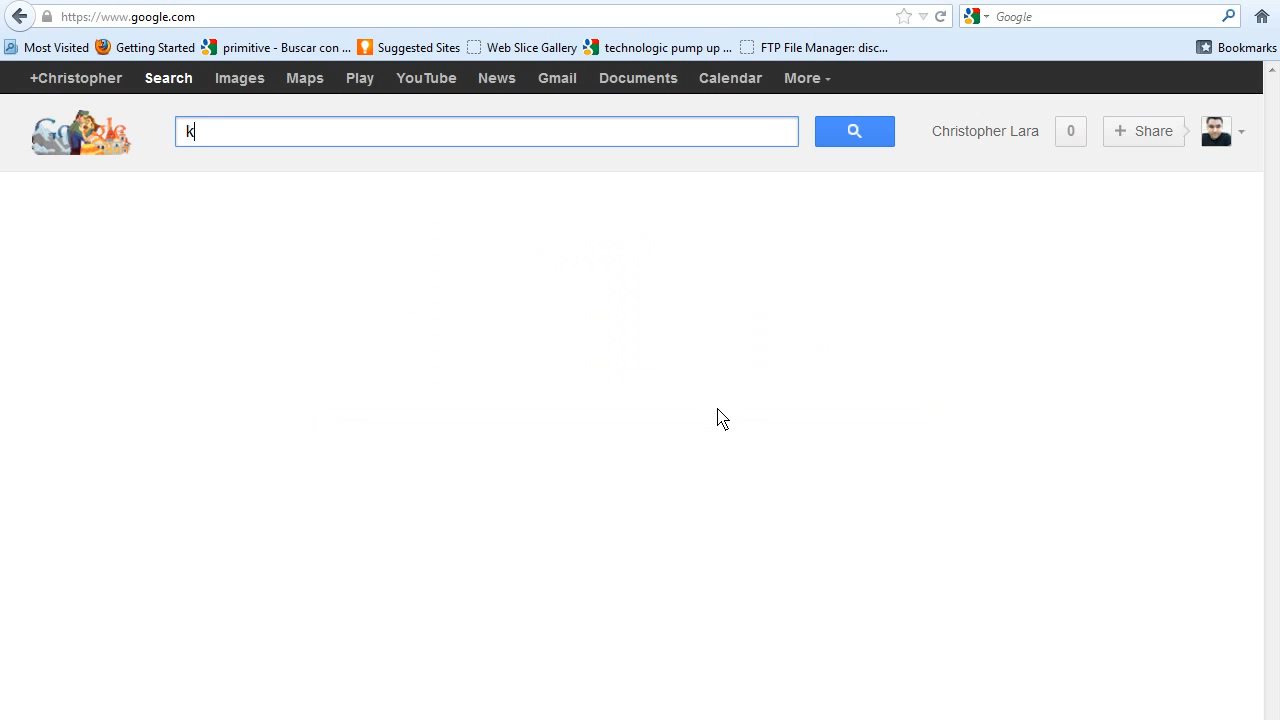 https://www.google.com
Google
Most Visited Getting Started primitive - Buscar con ... Suggested Sites Web Slice Gallery technologic pump up ... FTP File Manager: disc... Bookmarks
+Christopher Search Images Maps Play YouTube News Gmail Documents Calendar More
Google k Christopher Lara 0 + Share